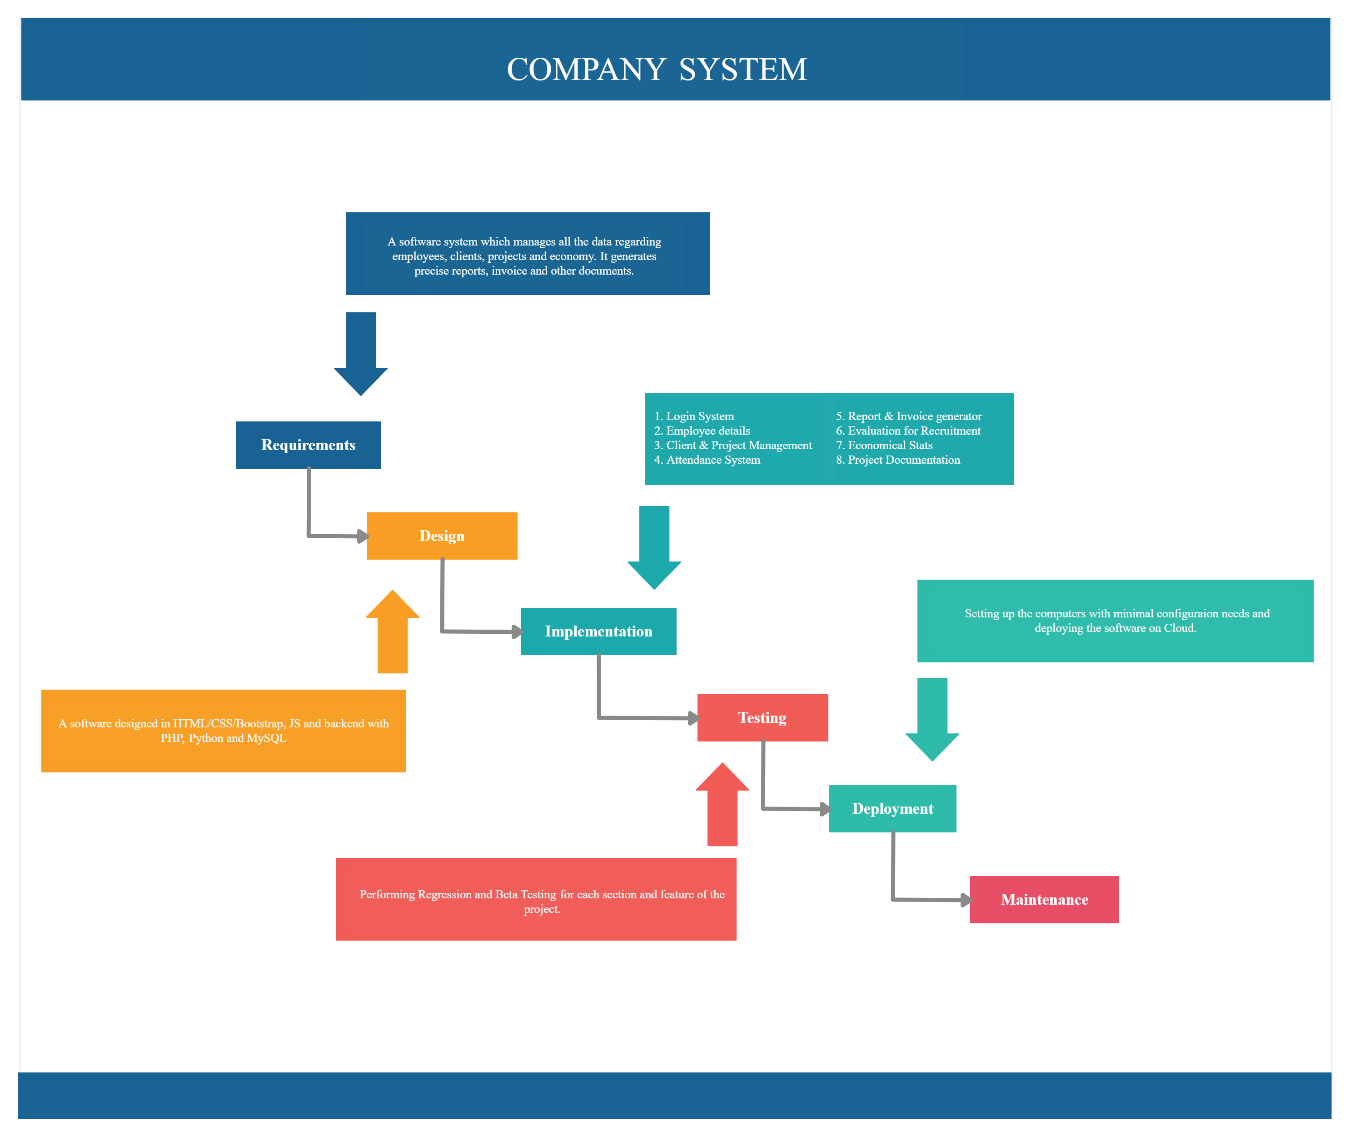 COMPANY SYSTEM
A software system which manages all the data regarding
employees, clients, projects and economy. It generates
precise reports, invoice and other documents.
Requirements
1. Login System
2. Employee details
3. Client & Project Management
4. Attendance System
5. Report & Invoice generator
6. Evaluation for Recruitment
7. Economical Stats
8. Project Documentation
Design
Implementation
Setting up the computers with minimal configuraion needs and
deploying the software on Cloud.
A software designed in HTML/CSS/Bootstrap, JS and backend with
PHP, Python and MySQL
Testing
Deployment
Performing Regression and Beta Testing for each section and feature of the
project.
Maintenance